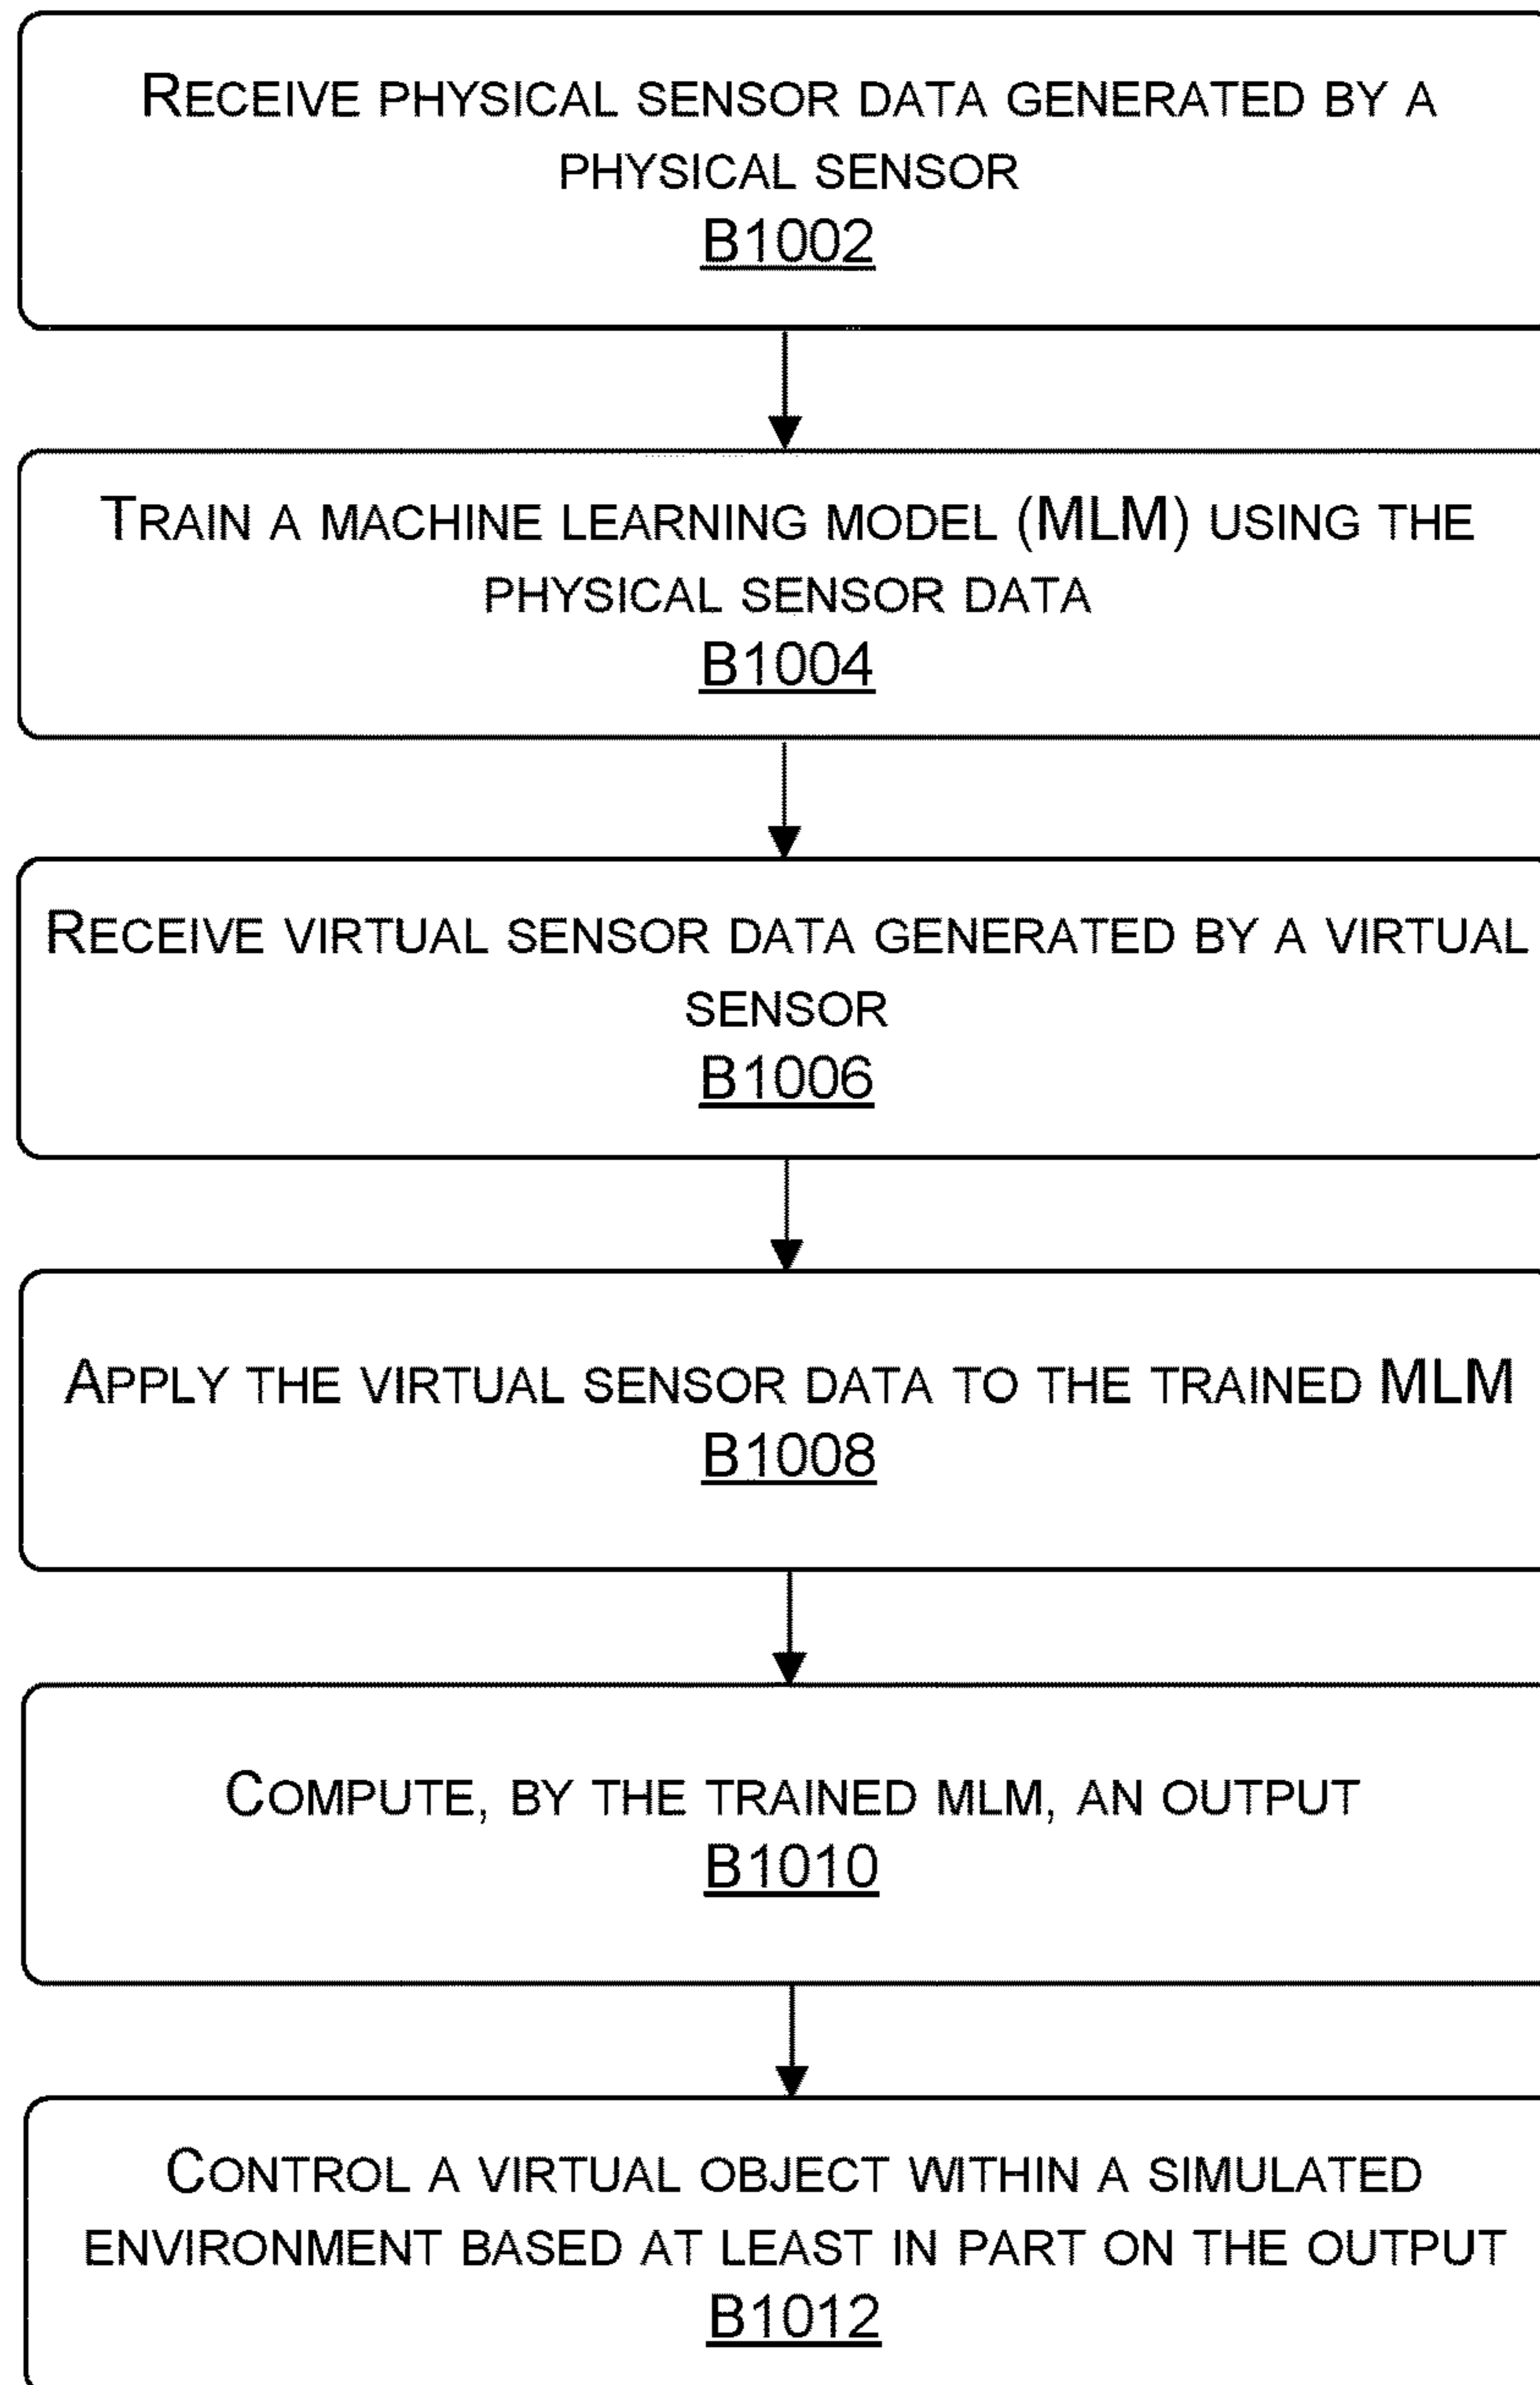 RECEIVE PHYSICAL SENSOR DATA GENERATED BY A
PHYSICAL SENSOR
B1002
TRAIN A MACHINE LEARNING MODEL (MLM) USING THE
PHYSICAL SENSOR DATA
B1004
RECEIVE VIRTUAL SENSOR DATA GENERATED BY A VIRTUAL
SENSOR
B1006
APPLY THE VIRTUAL SENSOR DATA TO THE TRAINED MLM
B1008
COMPUTE, BY THE TRAINED MLM, AN OUTPUT
B1010
CONTROL A VIRTUAL OBJECT WITHIN A SIMULATED
ENVIRONMENT BASED AT LEAST IN PART ON THE OUTPUT
B1012